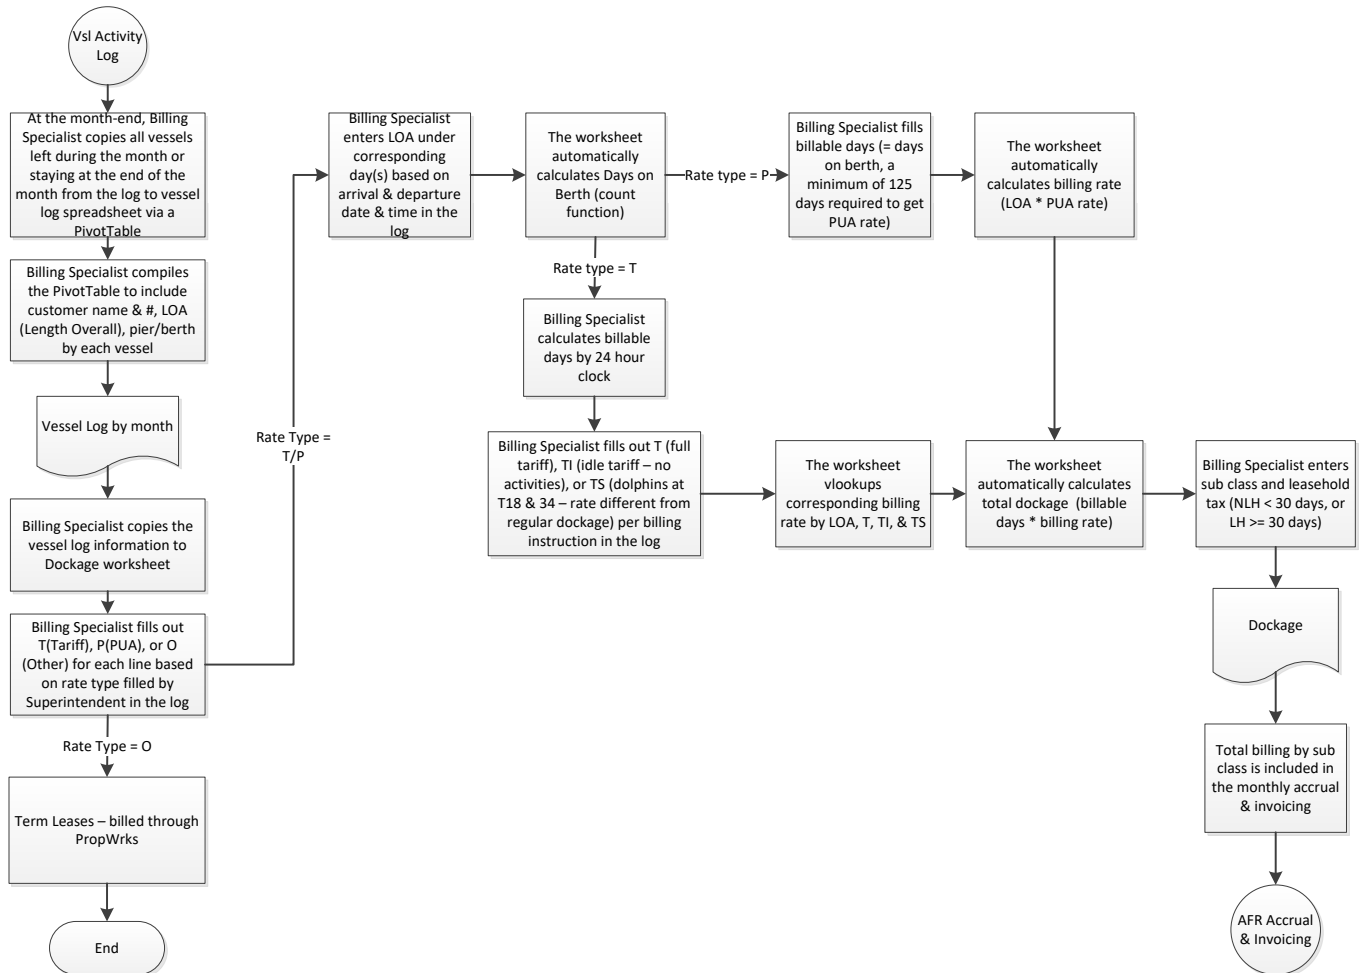 Vsl Activity
Log
At the month-end, Billing
Specialist copies all vessels
left during the month or
staying at the end of the
month from the log to vessel
log spreadsheet via a
PivotTable
Billing Specialist compiles
the PivotTable to include
customer name & #, LOA
(Length Overall), pier/berth
by each vessel
Vessel Log by month
Billing Specialist copies the
vessel log information to
Dockage worksheet
Billing Specialist fills out
T(Tariff), P(PUA), or O
(Other) for each line based
on rate type filled by
Superintendent in the log
Rate Type = O
Term Leases – billed through
PropWrks
End
Rate Type =
T/P
Billing Specialist
enters LOA under
corresponding
day(s) based on
arrival & departure
date & time in the
log
The worksheet
automatically
calculates Days on
Berth (count
function)
Rate type = P
Billing Specialist fills
billable days (= days
on berth, a
minimum of 125
days required to get
PUA rate)
The worksheet
automatically
calculates billing rate
(LOA * PUA rate)
Rate type = T
Billing Specialist
calculates billable
days by 24 hour
clock
Billing Specialist fills out T (full
tariff), TI (idle tariff – no
activities), or TS (dolphins at
T18 & 34 – rate different from
regular dockage) per billing
instruction in the log
The worksheet
vlookups
corresponding billing
rate by LOA, T, TI, & TS
The worksheet
automatically calculates
total dockage  (billable
days * billing rate)
Billing Specialist enters
sub class and leasehold
tax (NLH < 30 days, or
LH >= 30 days)
Dockage
Total billing by sub
class is included in
the monthly accrual
& invoicing
AFR Accrual
& Invoicing